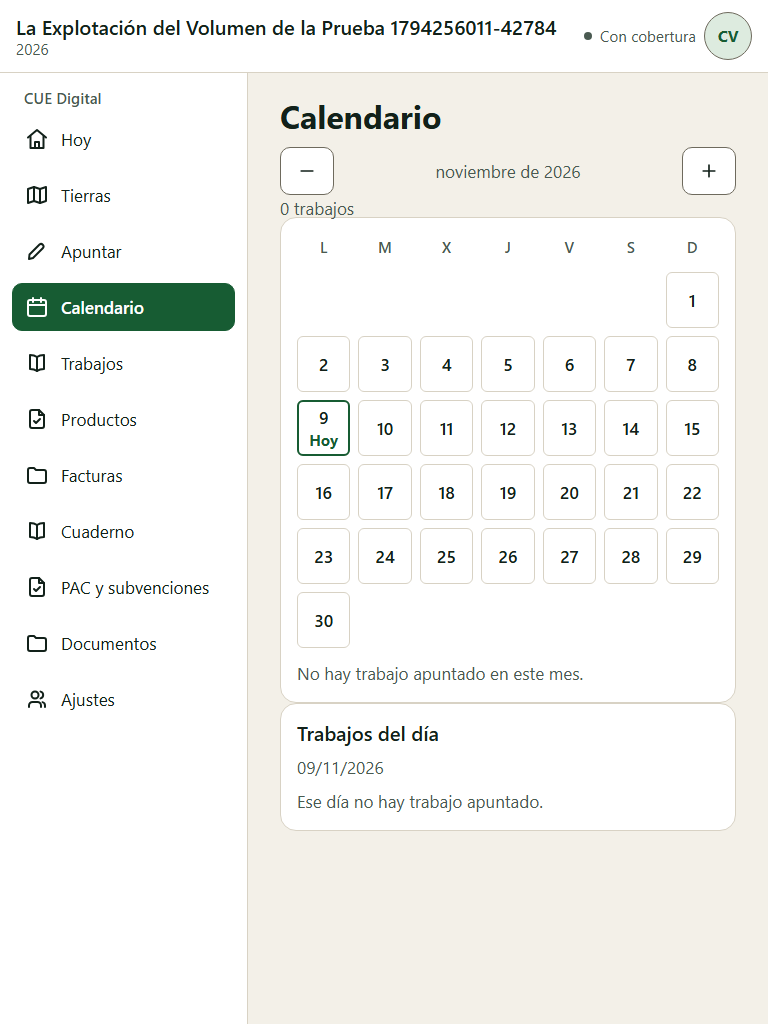 La Explotación del Volumen de la Prueba 1794256011-42784
2026
Con cobertura
CV
CUE Digital
Hoy
Tierras
Apuntar
Calendario
Trabajos
Productos
Facturas
Cuaderno
PAC y subvenciones
Documentos
Ajustes
Calendario
− noviembre de 2026 +
0 trabajos
L M X J V S D
1
2 3 4 5 6 7 8
9 10 11 12 13 14 15
Hoy
16 17 18 19 20 21 22
23 24 25 26 27 28 29
30
No hay trabajo apuntado en este mes.
Trabajos del día
09/11/2026
Ese día no hay trabajo apuntado.